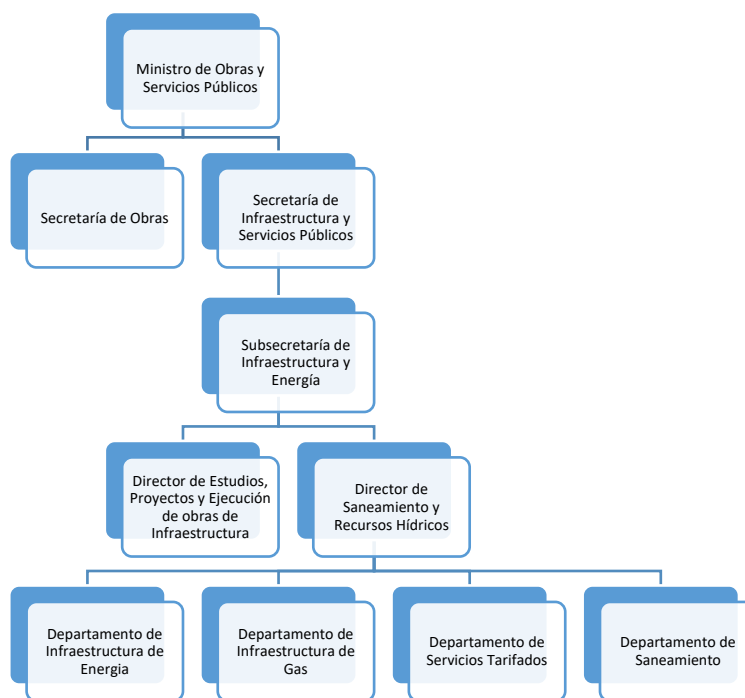 Ministro de Obras y
Servicios Públicos
Secretaría de Obras
Secretaría de
Infraestructura y
Servicios Públicos
Subsecretaría de
Infraestructura y
Energía
Director de Estudios,
Proyectos y Ejecución
de obras de
Infraestructura
Director de
Saneamiento y
Recursos Hídricos
Departamento de
Infraestructura de
Energia
Departamento de
Infraestructura de
Gas
Departamento de
Servicios Tarifados
Departamento de
Saneamiento